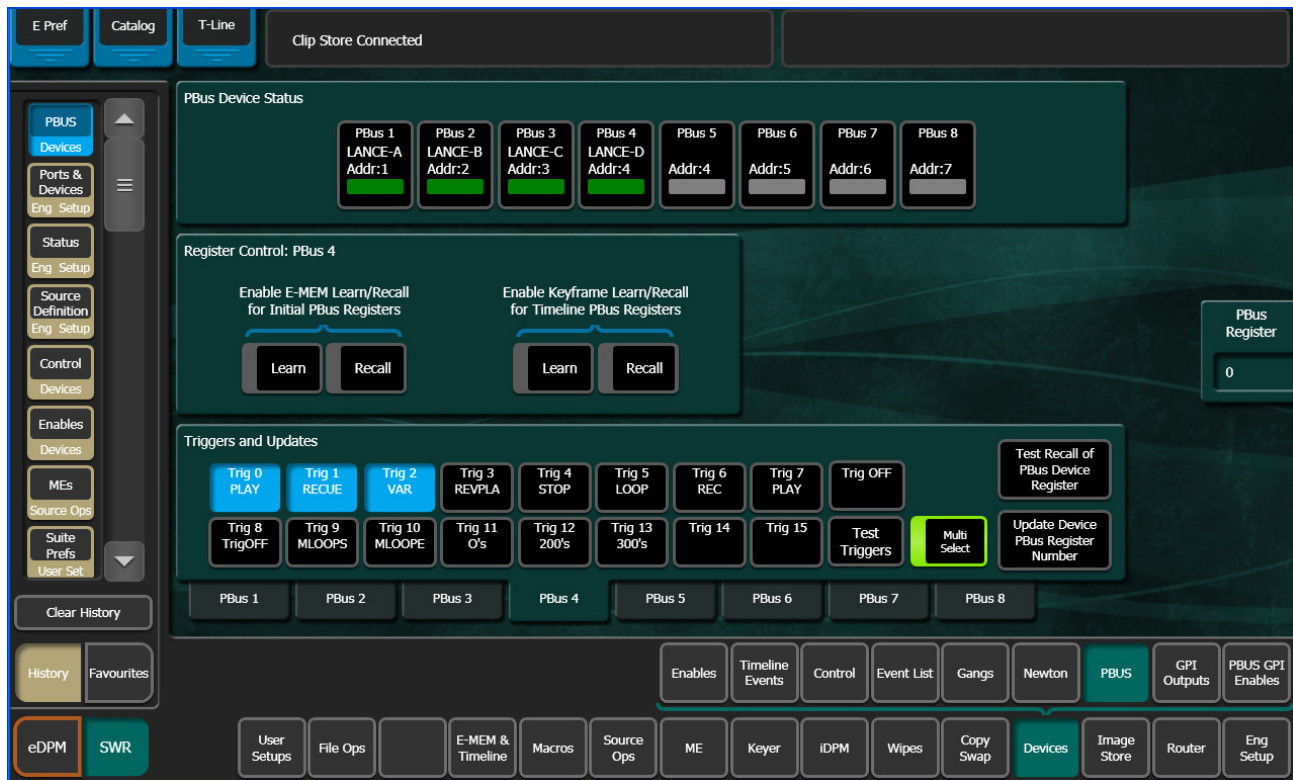 E Pref
Catalog
T-Line
Clip Store Connected
PBUS
Devices
Ports &
Devices
Eng Setup
Status
Eng Setup
Source
Definition
Eng Setup
Control
Devices
Enables
Devices
MEs
Source Ops
Suite
Prefs
User Set
Clear History
History
Favourites
PBus Device Status
PBus 1
LANCE-A
Addr:1
PBus 2
LANCE-B
Addr:2
PBus 3
LANCE-C
Addr:3
PBus 4
LANCE-D
Addr:4
PBus 5
Addr:4
PBus 6
Addr:5
PBus 7
Addr:6
PBus 8
Addr:7
Register Control: PBus 4
Enable E-MEM Learn/Recall
for Initial PBus Registers
Learn
Recall
Enable Keyframe Learn/Recall
for Timeline PBus Registers
Learn
Recall
PBus
Register
0
Triggers and Updates
Trig 0
PLAY
Trig 1
RECUE
Trig 2
VAR
Trig 3
REVPLA
Trig 4
STOP
Trig 5
LOOP
Trig 6
REC
Trig 7
PLAY
Trig OFF
Test Recall of
PBus Device
Register
Trig 8
TrigOFF
Trig 9
MLOOPS
Trig 10
MLOOPE
Trig 11
O's
Trig 12
200's
Trig 13
300's
Trig 14
Trig 15
Test
Triggers
Multi
Select
Update Device
PBus Register
Number
PBus 1
PBus 2
PBus 3
PBus 4
PBus 5
PBus 6
PBus 7
PBus 8
Enables
Timeline
Events
Control
Event List
Gangs
Newton
PBUS
GPI
Outputs
PBUS GPI
Enables
eDPM
SWR
User
Setups
File Ops
E-MEM &
Timeline
Macros
Source
Ops
ME
Keyer
iDPM
Wipes
Copy
Swap
Devices
Image
Store
Router
Eng
Setup